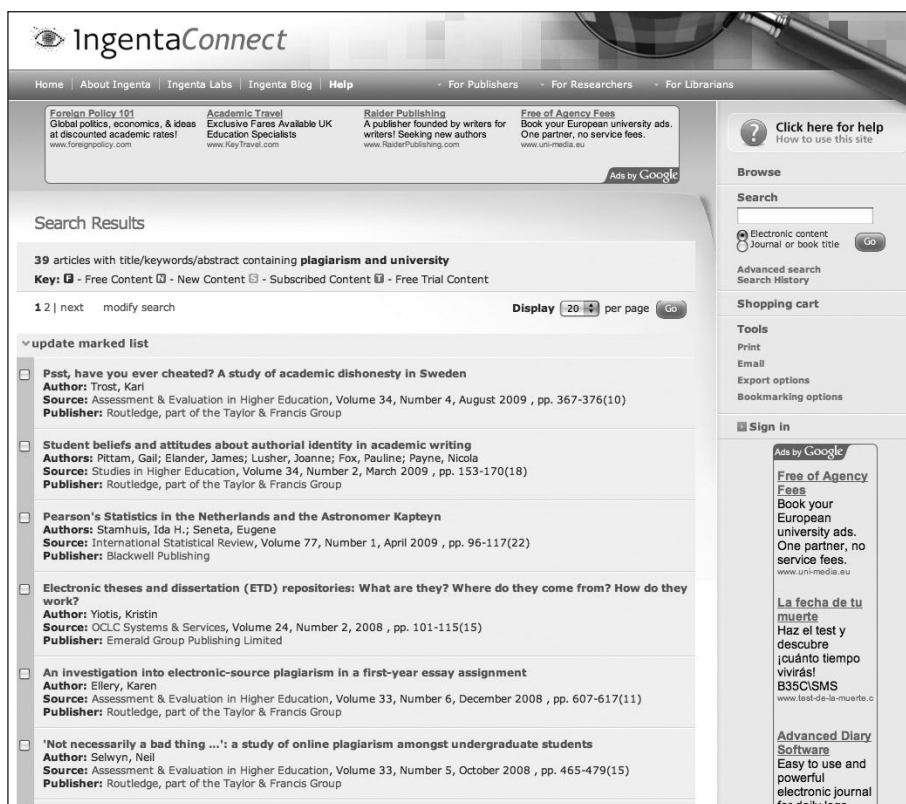 IngentaConnect
Home | About Ingenta | Ingenta Labs | Ingenta Blog | Help
For Publishers
For Researchers
For Librarians
Foreign Policy 101
Global politics, economics, & ideas
at discounted academic rates!
www.foreignpolicy.com
Academic Travel
Exclusive Fares Available UK
Education Specialists
www.KeyTravel.com
Raider Publishing
A publisher founded by writers for
writers! Seeking new authors
www.RaiderPublishing.com
Free of Agency Fees
Book your European university ads.
One partner, no service fees.
www.uni-media.eu
Ads by Google
Search Results
39 articles with title/keywords/abstract containing plagiarism and university
Key: F - Free Content N - New Content S - Subscribed Content T - Free Trial Content
1 2 | next modify search
Display 20 per page Go
update marked list
Psst, have you ever cheated? A study of academic dishonesty in Sweden
Author: Trost, Kari
Source: Assessment & Evaluation in Higher Education, Volume 34, Number 4, August 2009 , pp. 367-376(10)
Publisher: Routledge, part of the Taylor & Francis Group
Student beliefs and attitudes about authorial identity in academic writing
Authors: Pittam, Gail; Elander, James; Lusher, Joanne; Fox, Pauline; Payne, Nicola
Source: Studies in Higher Education, Volume 34, Number 2, March 2009 , pp. 153-170(18)
Publisher: Routledge, part of the Taylor & Francis Group
Pearson's Statistics in the Netherlands and the Astronomer Kapteyn
Authors: Stamhuis, Ida H.; Seneta, Eugene
Source: International Statistical Review, Volume 77, Number 1, April 2009 , pp. 96-117(22)
Publisher: Blackwell Publishing
Electronic theses and dissertation (ETD) repositories: What are they? Where do they come from? How do they
work?
Author: Yiotis, Kristin
Source: OCLC Systems & Services, Volume 24, Number 2, 2008 , pp. 101-115(15)
Publisher: Emerald Group Publishing Limited
An investigation into electronic-source plagiarism in a first-year essay assignment
Author: Ellery, Karen
Source: Assessment & Evaluation in Higher Education, Volume 33, Number 6, December 2008 , pp. 607-617(11)
Publisher: Routledge, part of the Taylor & Francis Group
'Not necessarily a bad thing ...': a study of online plagiarism amongst undergraduate students
Author: Selwyn, Neil
Source: Assessment & Evaluation in Higher Education, Volume 33, Number 5, October 2008 , pp. 465-479(15)
Publisher: Routledge, part of the Taylor & Francis Group
? Click here for help
How to use this site
Browse
Search
Electronic content
Journal or book title
Go
Advanced search
Search History
Shopping cart
Tools
Print
Email
Export options
Bookmarking options
Sign in
Ads by Google
Free of Agency
Fees
Book your
European
university ads.
One partner, no
service fees.
www.uni-media.eu
La fecha de tu
muerte
Haz el test y
descubre
¡cuánto tiempo
vivirás!
B35C\SMS
www.test-de-la-muerte.c
Advanced Diary
Software
Easy to use and
powerful
electronic journal
for daily logs